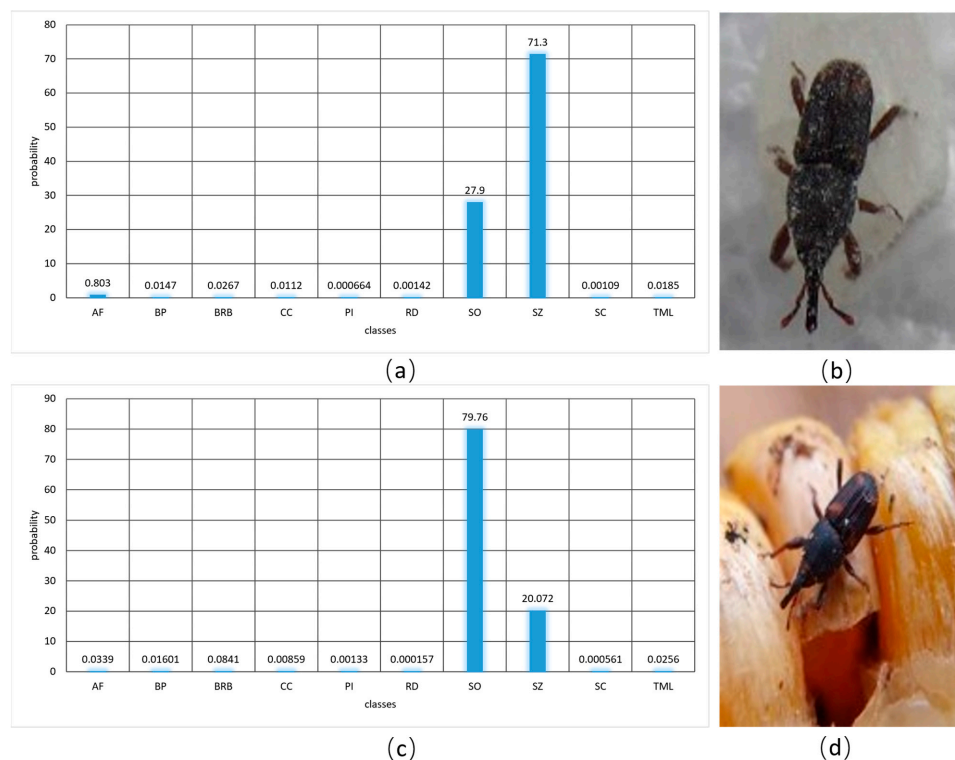 80
71.3
70
60
50
probability
40
27.9
30
20
10
0.803 0.0147 0.0267 0.0112 0.000664 0.00142 0.00109 0.0185
0
AF BP BRB CC PI RD SO SZ SC TML
classes
(a) (b)
90
79.76
80
70
60
50
probability
40
30
20.072
20
10
0.0339 0.01601 0.0841 0.00859 0.00133 0.000157 0.000561 0.0256
0
AF BP BRB CC PI RD SO SZ SC TML
classes
(c) (d)